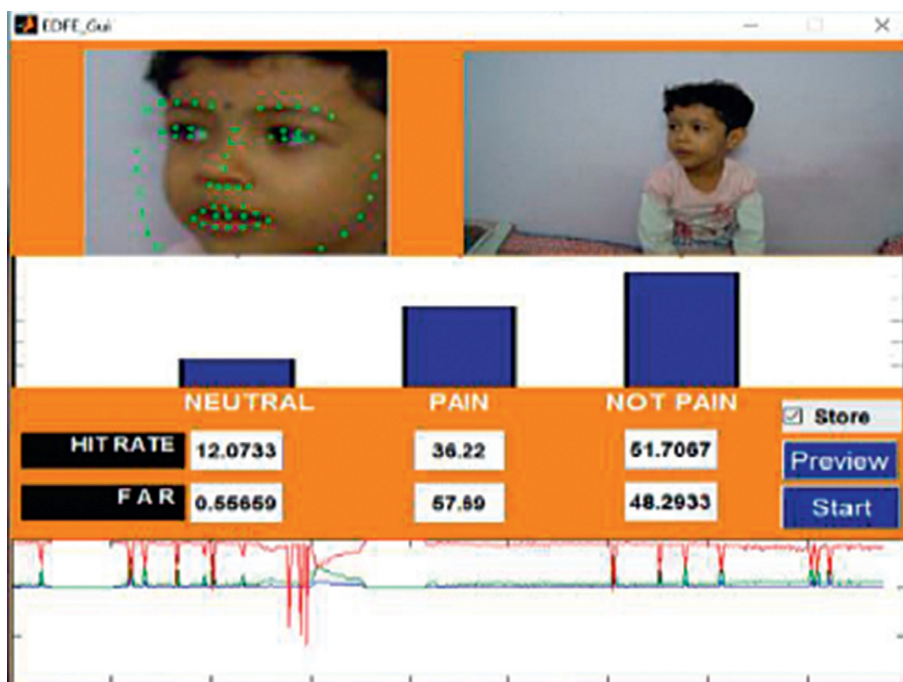 EDFE_Gui
NEUTRAL PAIN NOT PAIN
Store
HIT RATE 12.0733 36.22 51.7067
Preview
F A R 0.55659 57.69 48.2933
Start